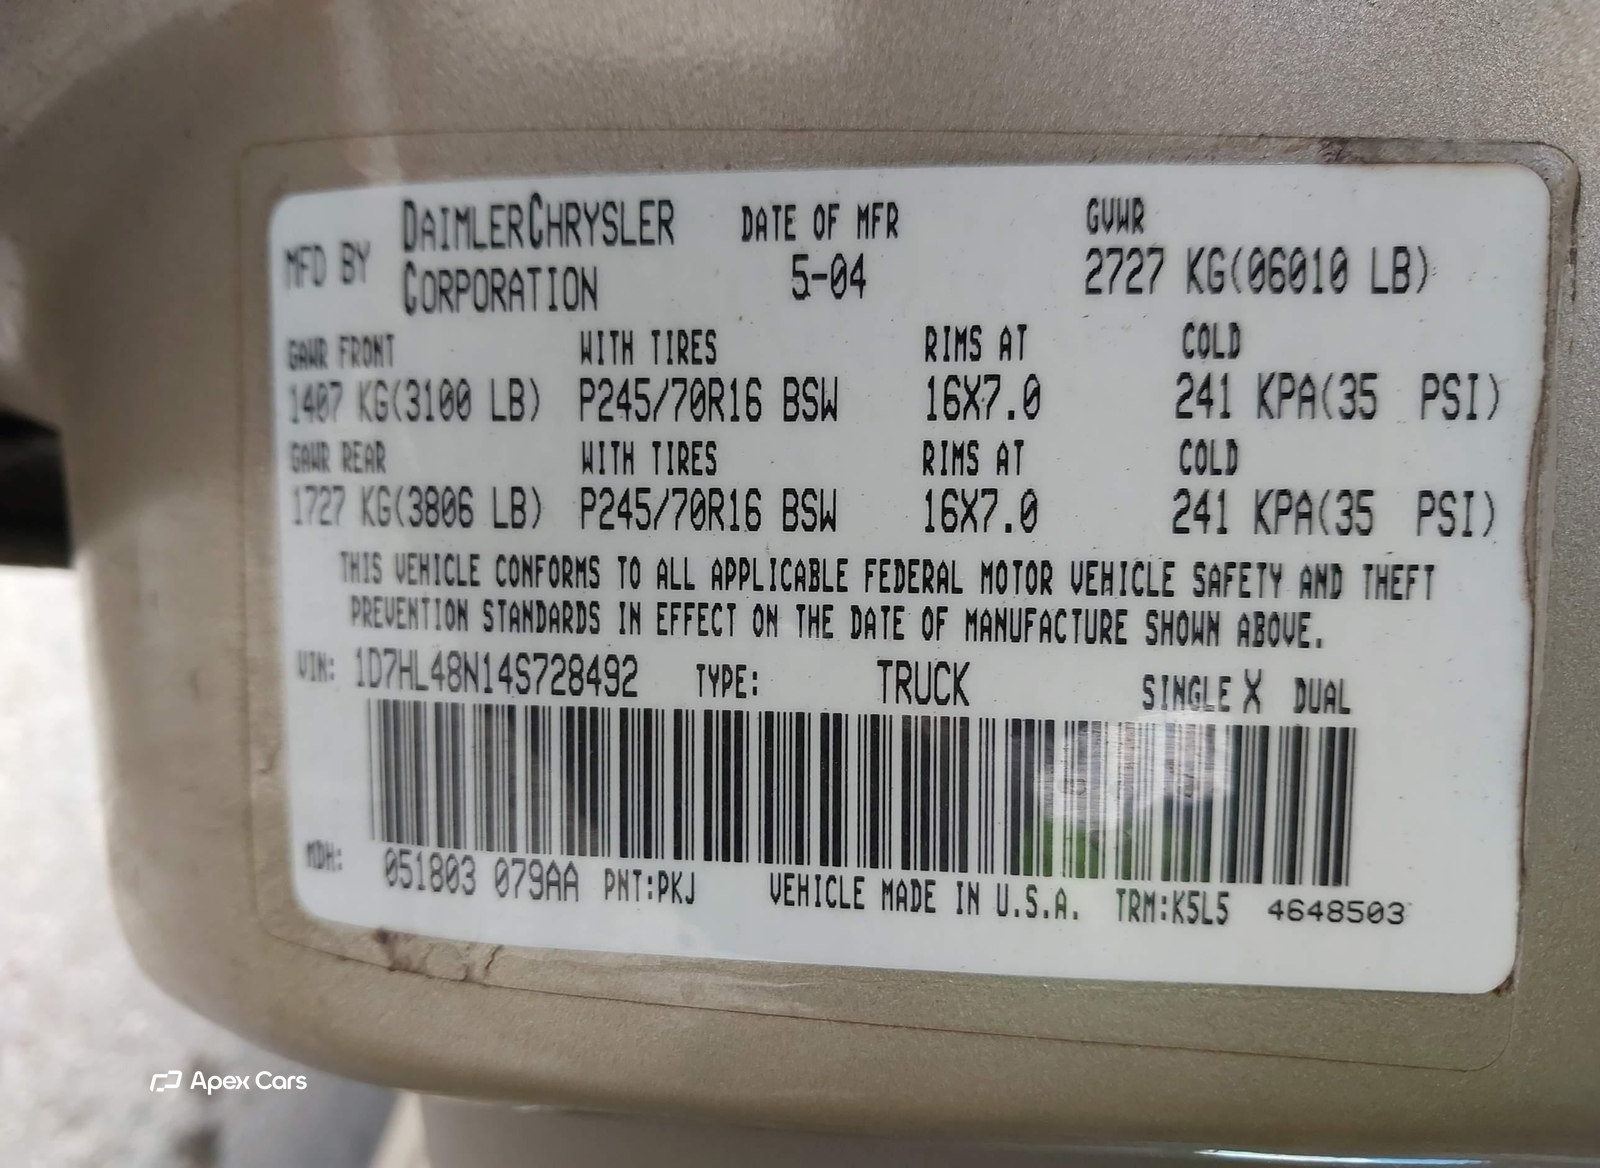 MFD BY DAIMLERCHRYSLER CORPORATION DATE OF MFR 5-04 GVWR 2727 KG(06010 LB)
GAWR FRONT WITH TIRES RIMS AT COLD
1407 KG(3100 LB) P245/70R16 BSW 16X7.0 241 KPA(35 PSI)
GAWR REAR WITH TIRES RIMS AT COLD
1727 KG(3806 LB) P245/70R16 BSW 16X7.0 241 KPA(35 PSI)
THIS VEHICLE CONFORMS TO ALL APPLICABLE FEDERAL MOTOR VEHICLE SAFETY AND THEFT
PREVENTION STANDARDS IN EFFECT ON THE DATE OF MANUFACTURE SHOWN ABOVE.
VIN: 1D7HL48N14S728492 TYPE: TRUCK SINGLE X DUAL
MDH: 051803 079AA PNT:PKJ VEHICLE MADE IN U.S.A. TRM:K5L5 4648503
Apex Cars